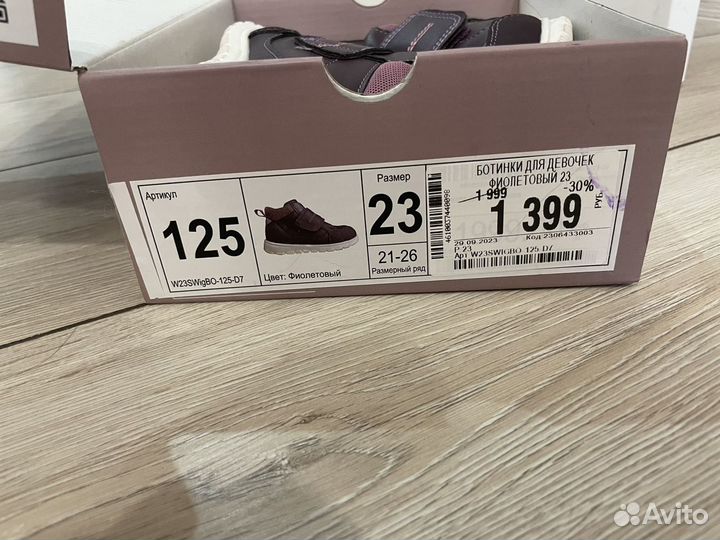 Артикул
125
W23SWigBO-125-D7
Цвет: Фиолетовый
Размер
23
21-26
Размерный ряд
БОТИНКИ ДЛЯ ДЕВОЧЕК
ФИОЛЕТОВЫЙ 23
1 999
-30%
1 399
РУБ.
29.09.2023 Код 2306433003
Р 23
Арт W23SWIGBO-125-D7
Avito